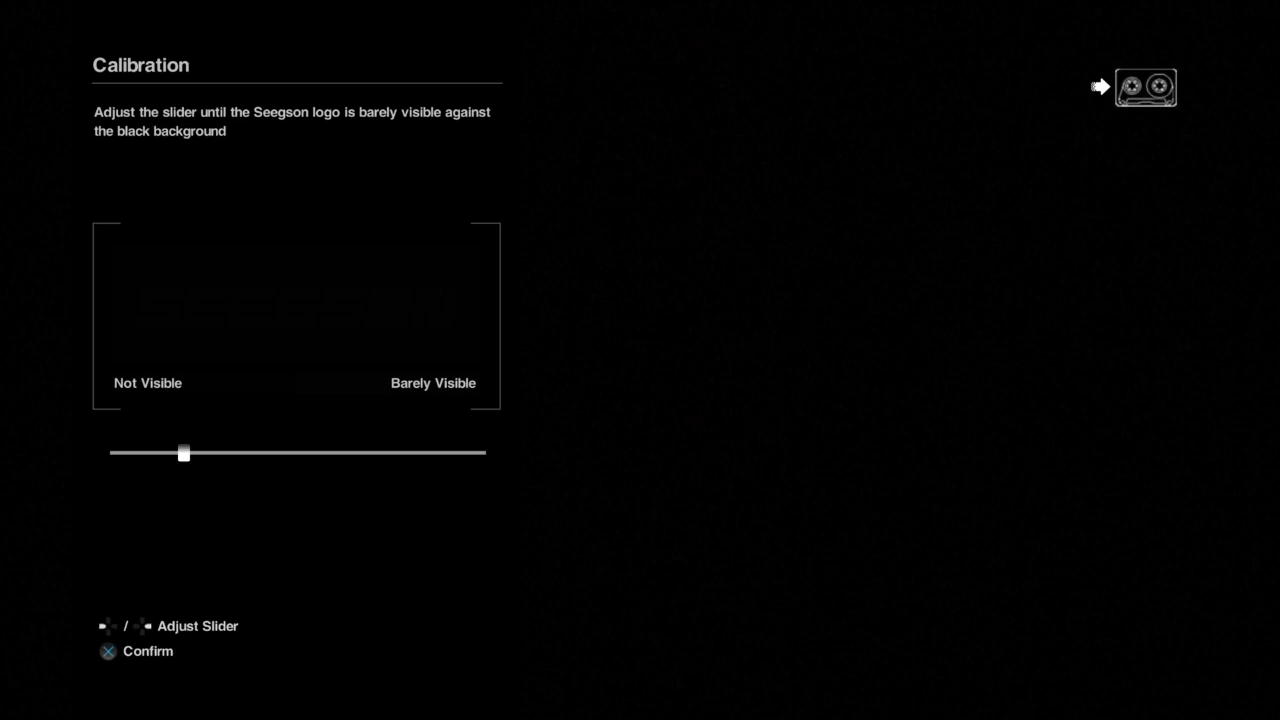 Calibration
Adjust the slider until the Seegson logo is barely visible against
the black background
Not Visible
Barely Visible
/ Adjust Slider
Confirm